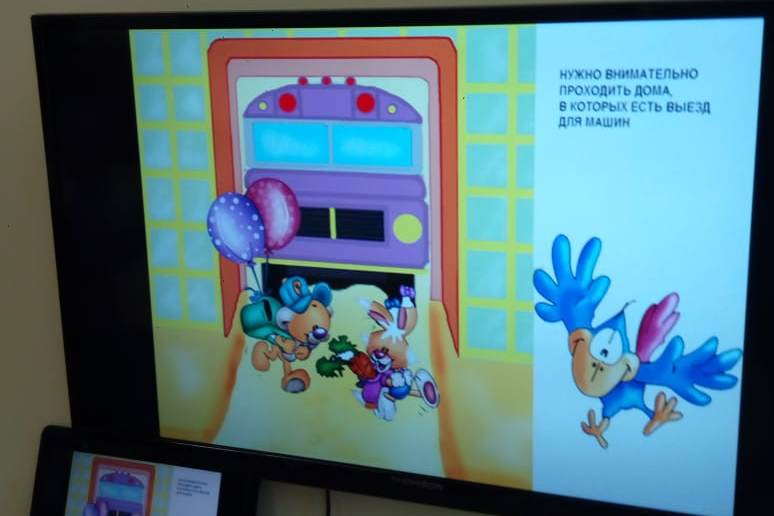 НУЖНО ВНИМАТЕЛЬНО
ПРОХОДИТЬ ДОМА,
В КОТОРЫХ ЕСТЬ ВЫЕЗД
ДЛЯ МАШИН